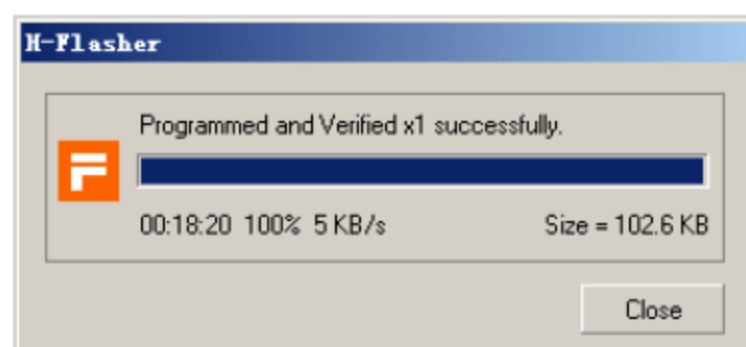 H-Flasher
Programmed and Verified x1 successfully.
00:18:20 100% 5 KB/s Size = 102.6 KB
Close